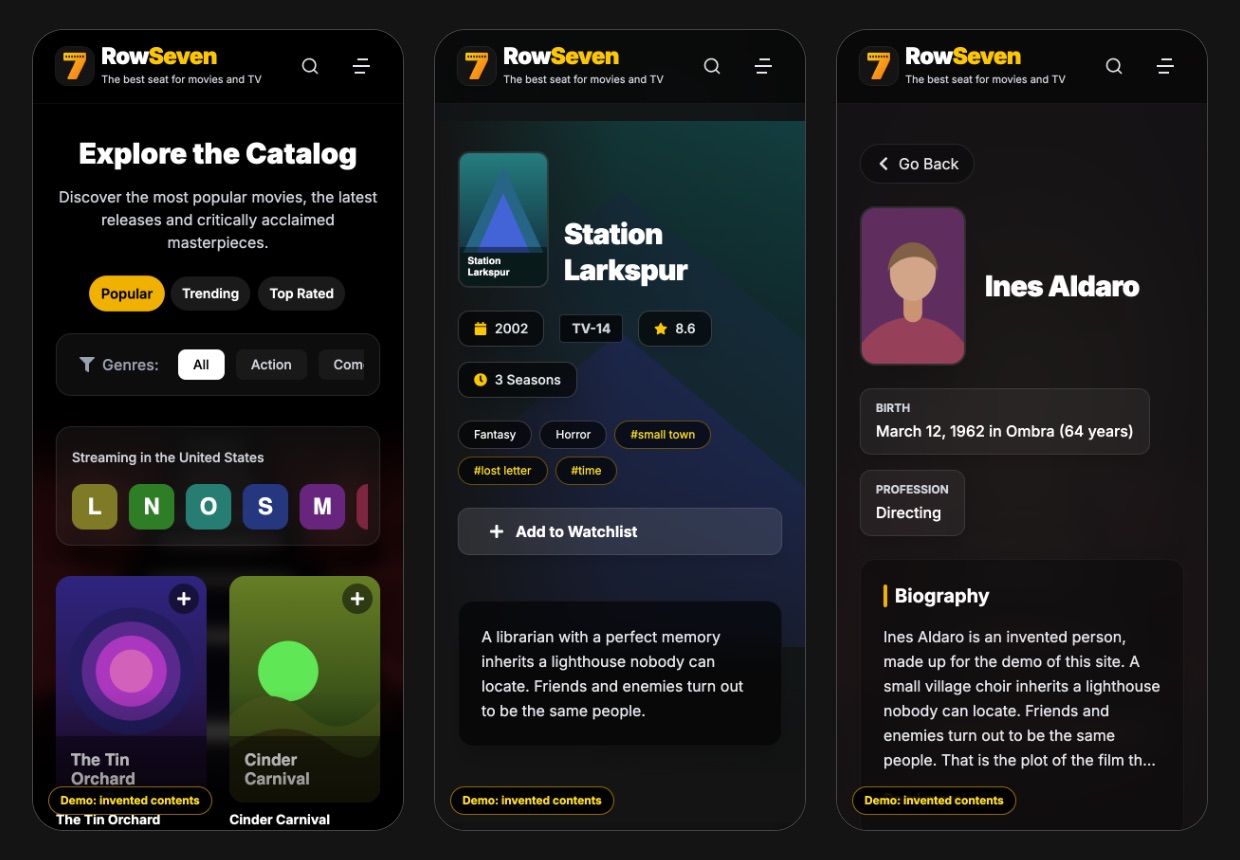 RowSeven
The best seat for movies and TV
Explore the Catalog
Discover the most popular movies, the latest
releases and critically acclaimed
masterpieces.
Popular
Trending
Top Rated
Genres:
All
Action
Com
Streaming in the United States
L
N
O
S
M
The Tin
Orchard
Cinder
Carnival
Demo: invented contents
The Tin Orchard
Cinder Carnival
7
RowSeven
The best seat for movies and TV
Station
Larkspur
Station
Larkspur
2002
TV-14
8.6
3 Seasons
Fantasy
Horror
#small town
#lost letter
#time
Add to Watchlist
A librarian with a perfect memory
inherits a lighthouse nobody can
locate. Friends and enemies turn out
to be the same people.
Demo: invented contents
7
RowSeven
The best seat for movies and TV
Go Back
Ines Aldaro
BIRTH
March 12, 1962 in Ombra (64 years)
PROFESSION
Directing
Biography
Ines Aldaro is an invented person,
made up for the demo of this site. A
small village choir inherits a lighthouse
nobody can locate. Friends and
enemies turn out to be the same
people. That is the plot of the film th...
Demo: invented contents